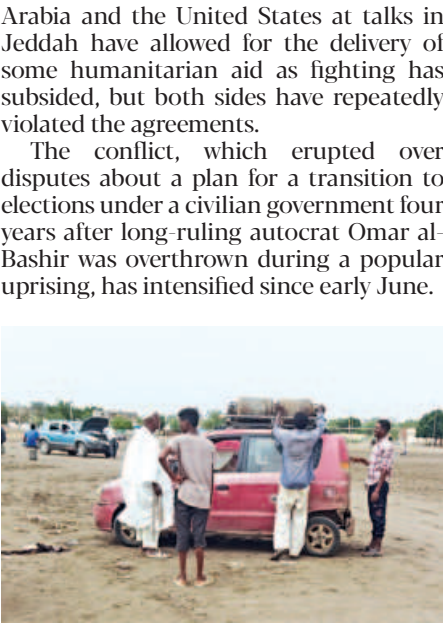 Arabia and the United States at talks in
Jeddah have allowed for the delivery of
some humanitarian aid as fighting has
subsided, but both sides have repeatedly
violated the agreements.
The conflict, which erupted over
disputes about a plan for a transition to
elections under a civilian government four
years after long-ruling autocrat Omar al-
Bashir was overthrown during a popular
uprising, has intensified since early June.